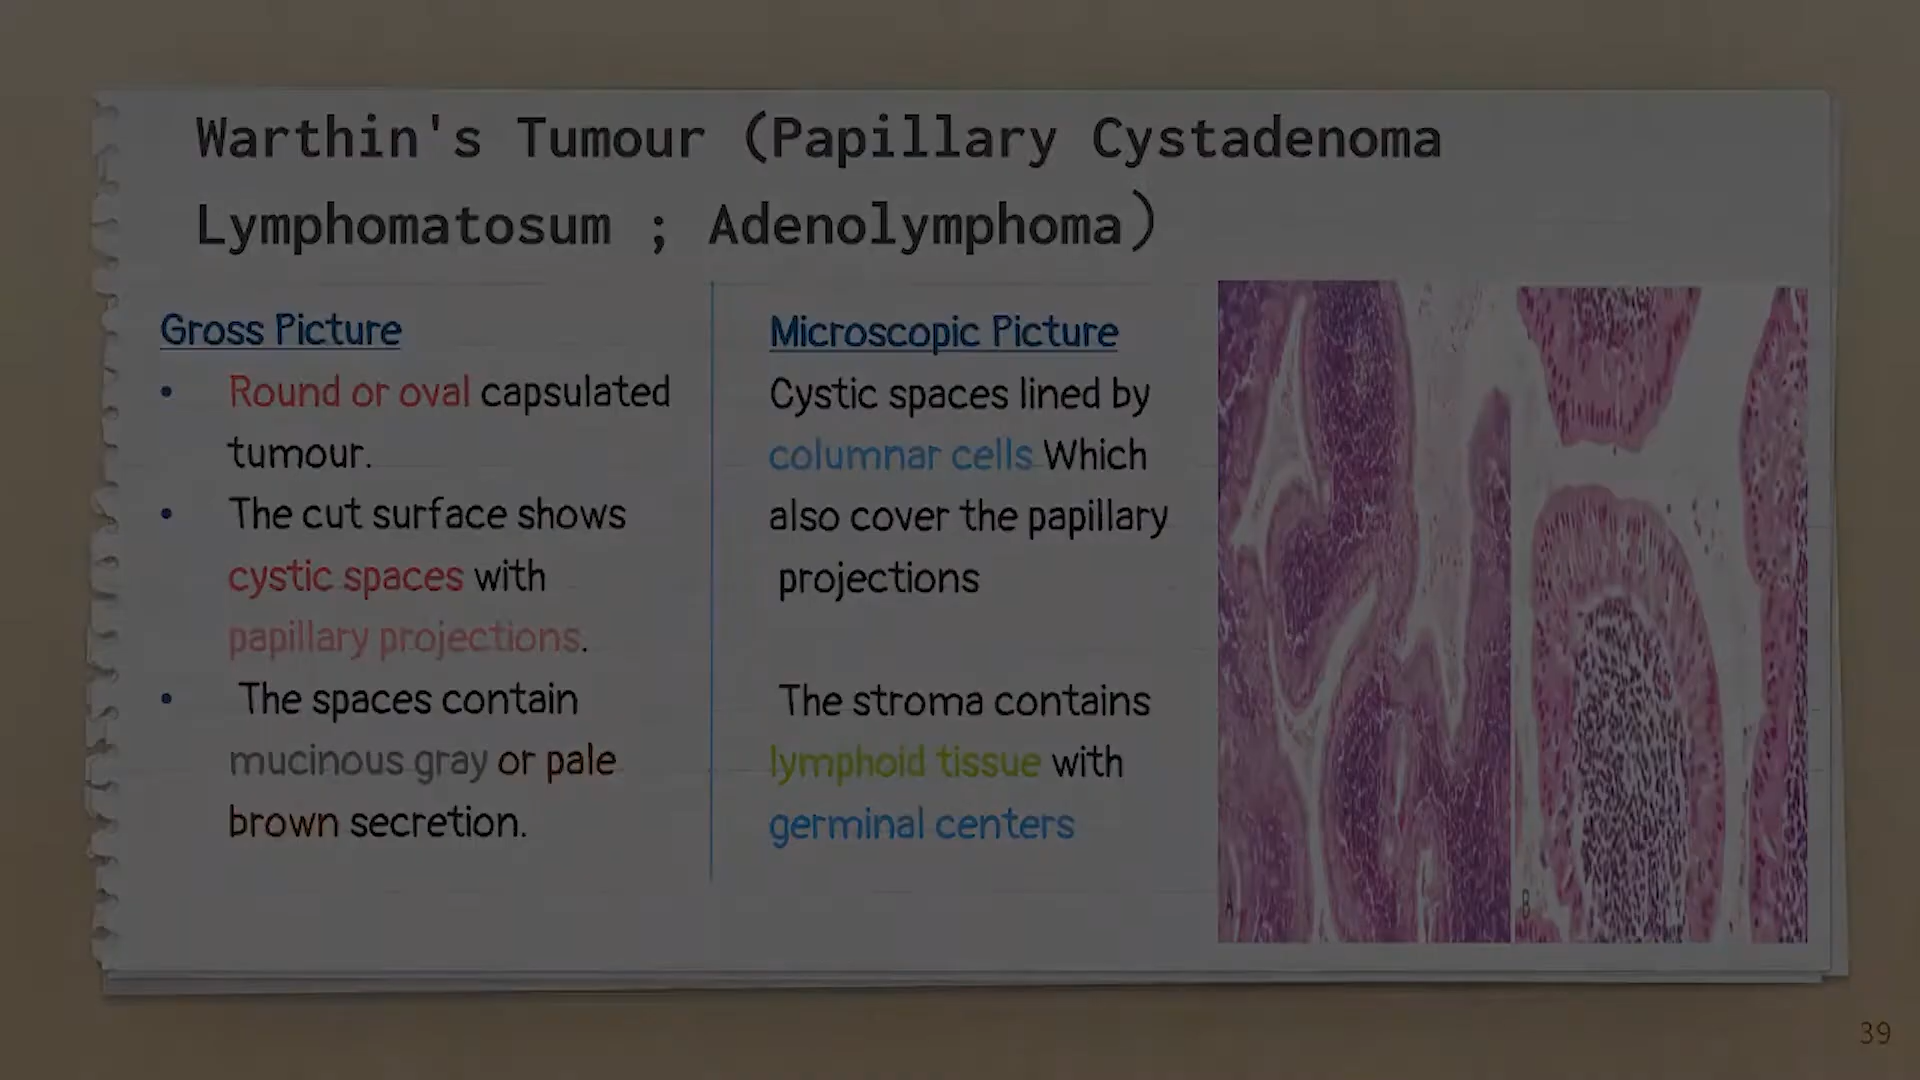 Warthin's Tumour (Papillary Cystadenoma
Lymphomatosum ; Adenolymphoma)
Gross Picture
• Round or oval capsulated
tumour.
• The cut surface shows
cystic spaces with
papillary projections.
• The spaces contain
mucinous gray or pale
brown secretion.
Microscopic Picture
Cystic spaces lined by
columnar cells Which
also cover the papillary
projections
The stroma contains
lymphoid tissue with
germinal centers
A
B
39